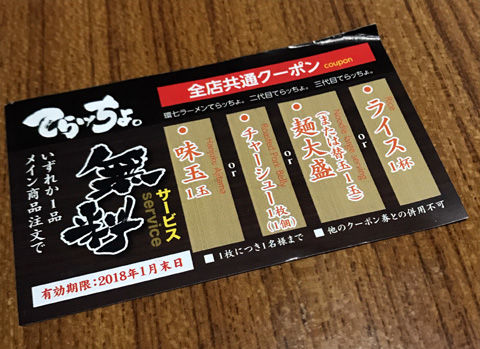 全店共通クーポン coupon
環七ラーメンてらッちょ。二代目てらッちょ。三代目てらッちょ。
てらッちょ。
メイン商品注文で
いずれか一品
無料
サービス
service
味玉
1玉
or
チャーシュー
1枚
(1個)
or
麺大盛
(または替玉1玉)
or
ライス
1杯
■1枚につき1名様まで ■他のクーポン券との併用不可
有効期限:2018年1月末日